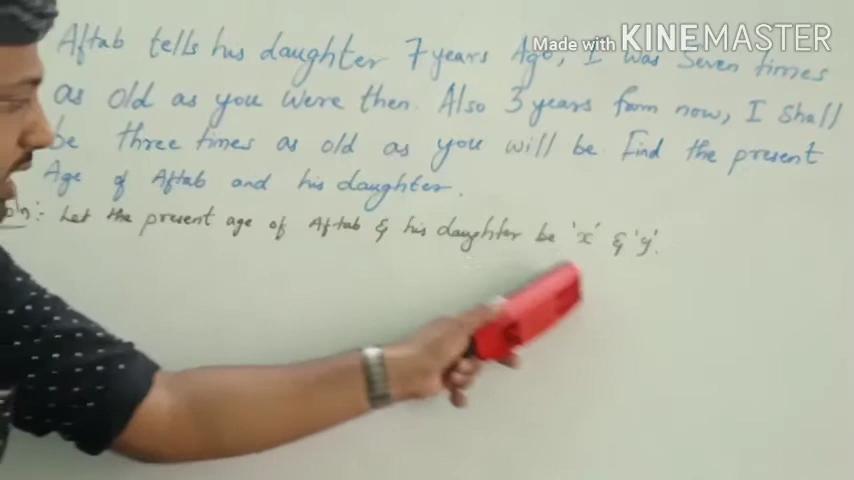 Aftab tells his daughter 7 years Ago, I was Seven times
as old as you were then. Also 3 years from now, I shall
be three times as old as you will be. Find the present
Age of Aftab and his daughter.
Soln:- Let the present age of Aftab & his daughter be 'x' & 'y'.
Made with KINEMASTER